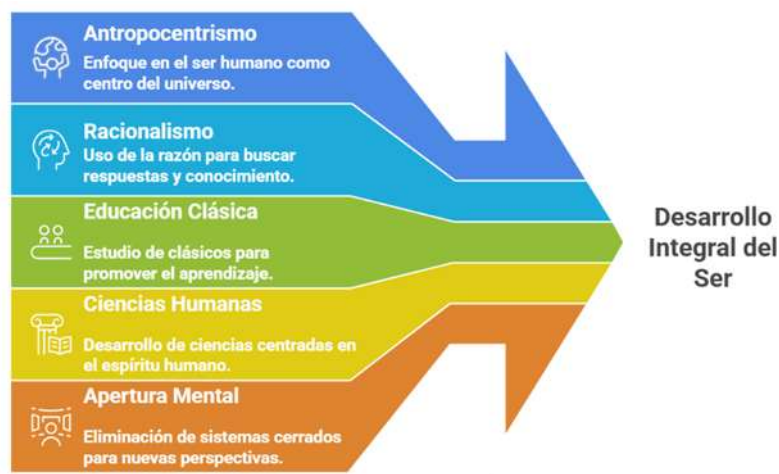 Antropocentrismo
Enfoque en el ser humano como
centro del universo.
Racionalismo
Uso de la razón para buscar
respuestas y conocimiento.
Educación Clásica
Estudio de clásicos para
promover el aprendizaje.
Ciencias Humanas
Desarrollo de ciencias centradas en
el espíritu humano.
Apertura Mental
Eliminación de sistemas cerrados
para nuevas perspectivas.
Desarrollo
Integral del
Ser